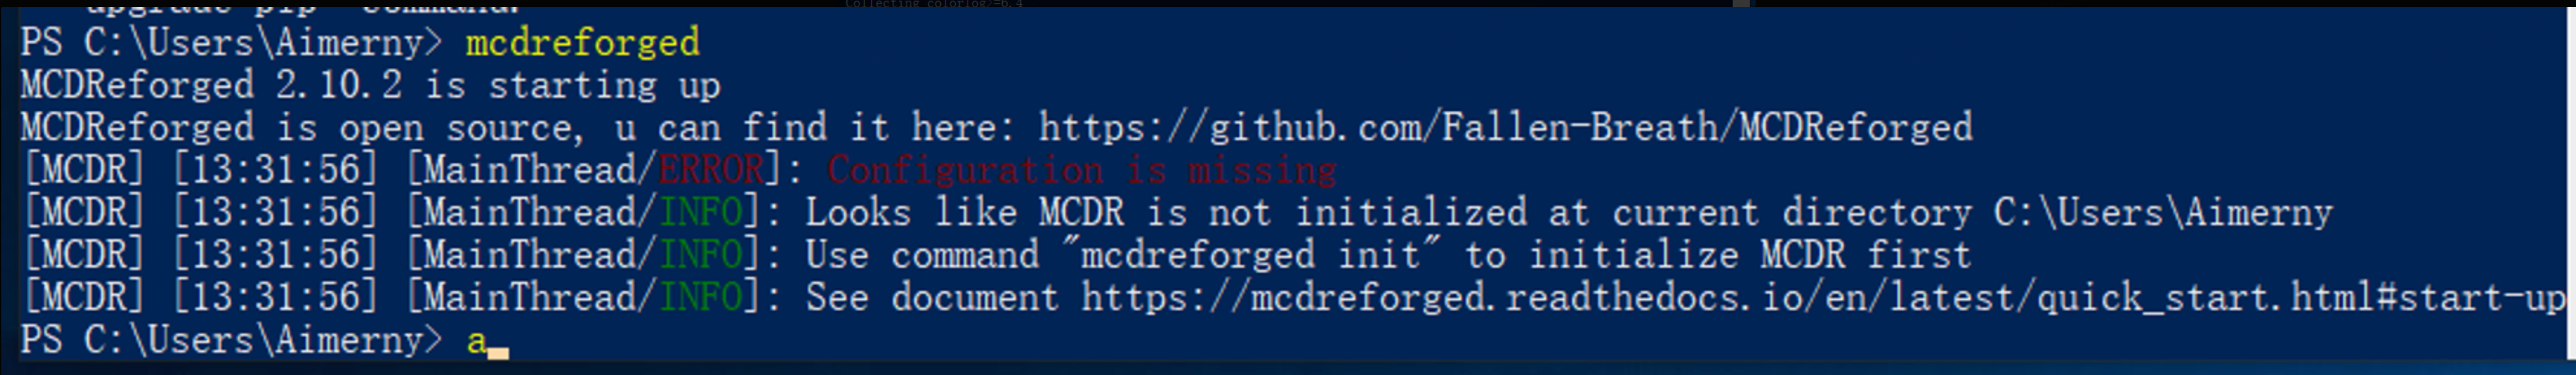 Collecting colorlog>=6.4
upgrade pip' command.
PS C:\Users\Aimerny> mcdreforged
MCDReforged 2.10.2 is starting up
MCDReforged is open source, u can find it here: https://github.com/Fallen-Breath/MCDReforged
[MCDR] [13:31:56] [MainThread/ERROR]: Configuration is missing
[MCDR] [13:31:56] [MainThread/INFO]: Looks like MCDR is not initialized at current directory C:\Users\Aimerny
[MCDR] [13:31:56] [MainThread/INFO]: Use command "mcdreforged init" to initialize MCDR first
[MCDR] [13:31:56] [MainThread/INFO]: See document https://mcdreforged.readthedocs.io/en/latest/quick_start.html#start-up
PS C:\Users\Aimerny> a